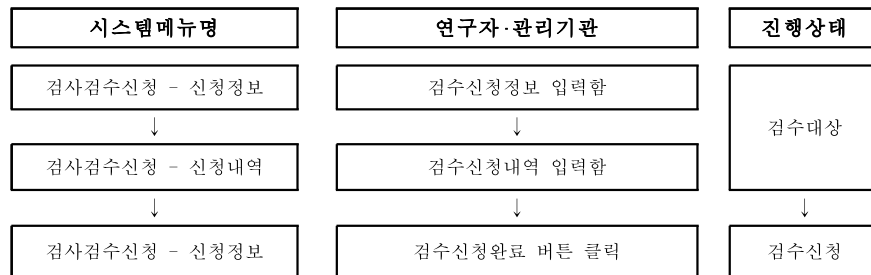 시스템메뉴명 연구자·관리기관 진행상태
검사검수신청 - 신청정보 검수신청정보 입력함
검수대상
↓ ↓
검사검수신청 - 신청내역 검수신청내역 입력함
↓ ↓ ↓
검사검수신청 - 신청정보 검수신청완료 버튼 클릭 검수신청